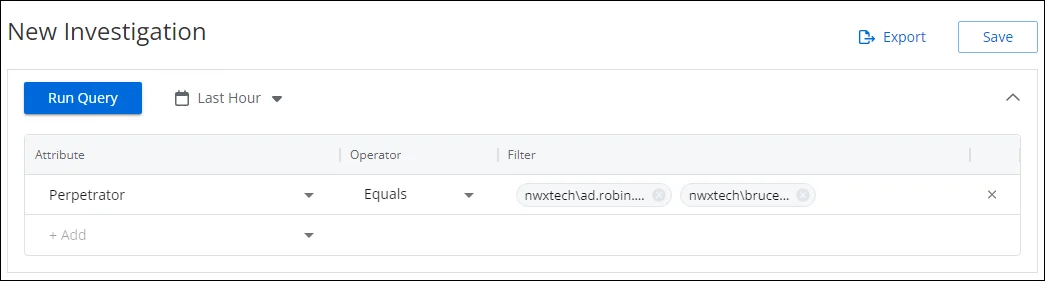 New Investigation
Export
Save
Run Query
Last Hour
Attribute
Operator
Filter
Perpetrator
Equals
nwxtech\ad.robin....
nwxtech\bruce...
+ Add